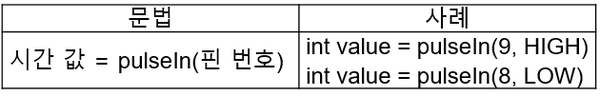 문법
사례
시간 값 = pulseIn(핀 번호)
int value = pulseIn(9, HIGH)
int value = pulseIn(8, LOW)